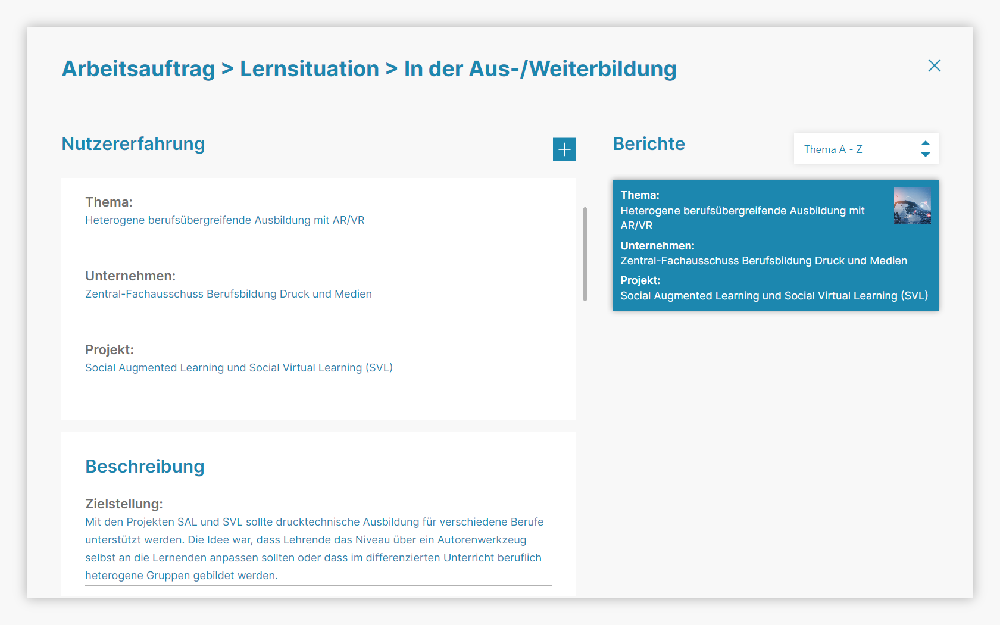 Arbeitsauftrag > Lernsituation > In der Aus-/Weiterbildung
Nutzererfahrung
Thema:
Heterogene berufsübergreifende Ausbildung mit AR/VR
Unternehmen:
Zentral-Fachausschuss Berufsbildung Druck und Medien
Projekt:
Social Augmented Learning und Social Virtual Learning (SVL)
Beschreibung
Zielstellung:
Mit den Projekten SAL und SVL sollte drucktechnische Ausbildung für verschiedene Berufe
unterstützt werden. Die Idee war, dass Lehrende das Niveau über ein Autorenwerkzeug
selbst an die Lernenden anpassen sollten oder dass im differenzierten Unterricht beruflich
heterogene Gruppen gebildet werden.
Berichte
Thema A - Z
Thema:
Heterogene berufsübergreifende Ausbildung mit
AR/VR
Unternehmen:
Zentral-Fachausschuss Berufsbildung Druck und Medien
Projekt:
Social Augmented Learning und Social Virtual Learning (SVL)